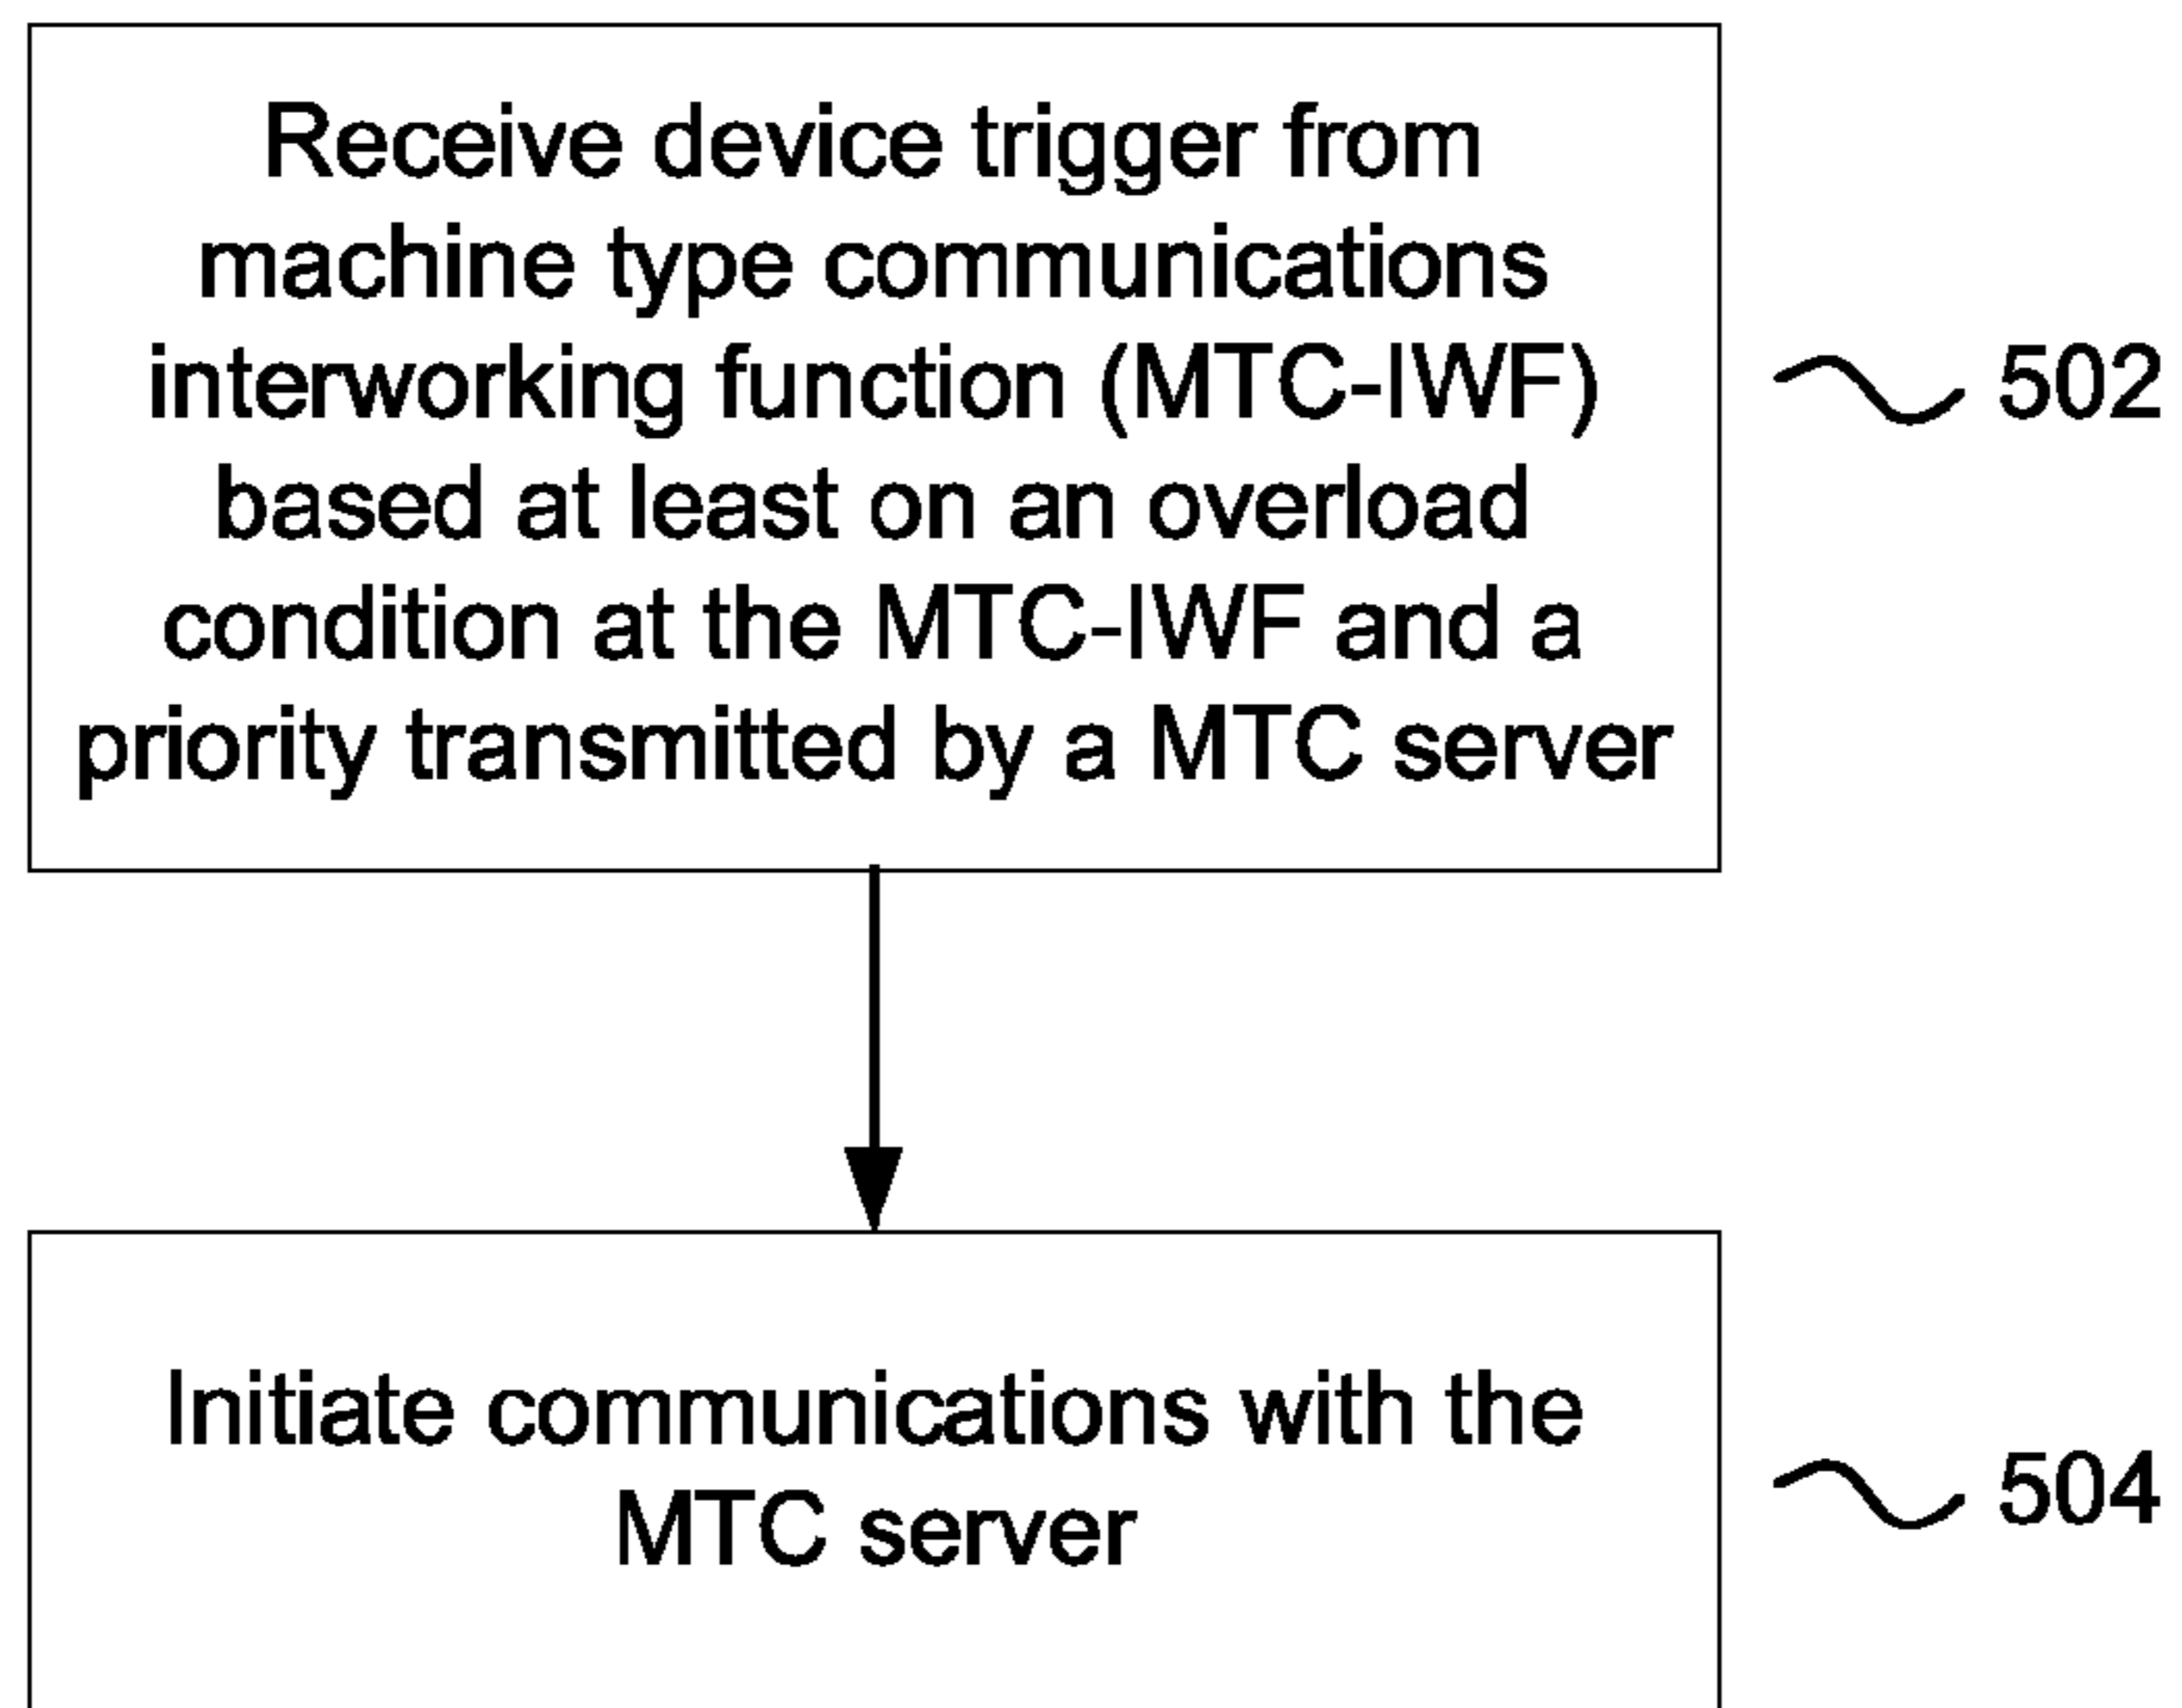 Receive device trigger from
machine type communications
interworking function (MTC-IWF)
based at least on an overload
condition at the MTC-IWF and a
priority transmitted by a MTC server
502
Initiate communications with the
MTC server
504